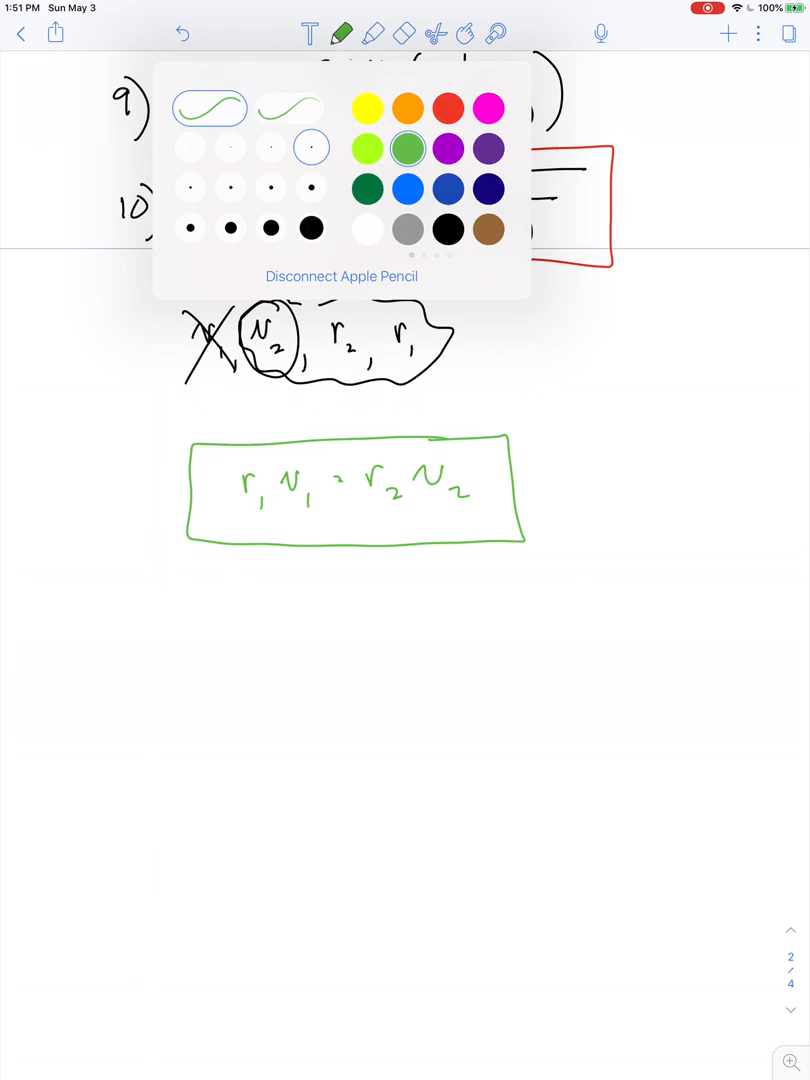 1:51 PM Sun May 3
100%
T
9)
10)
Disconnect Apple Pencil
v₂, r₂, r₁
r₁ v₁ = r₂ v₂
2
/
4